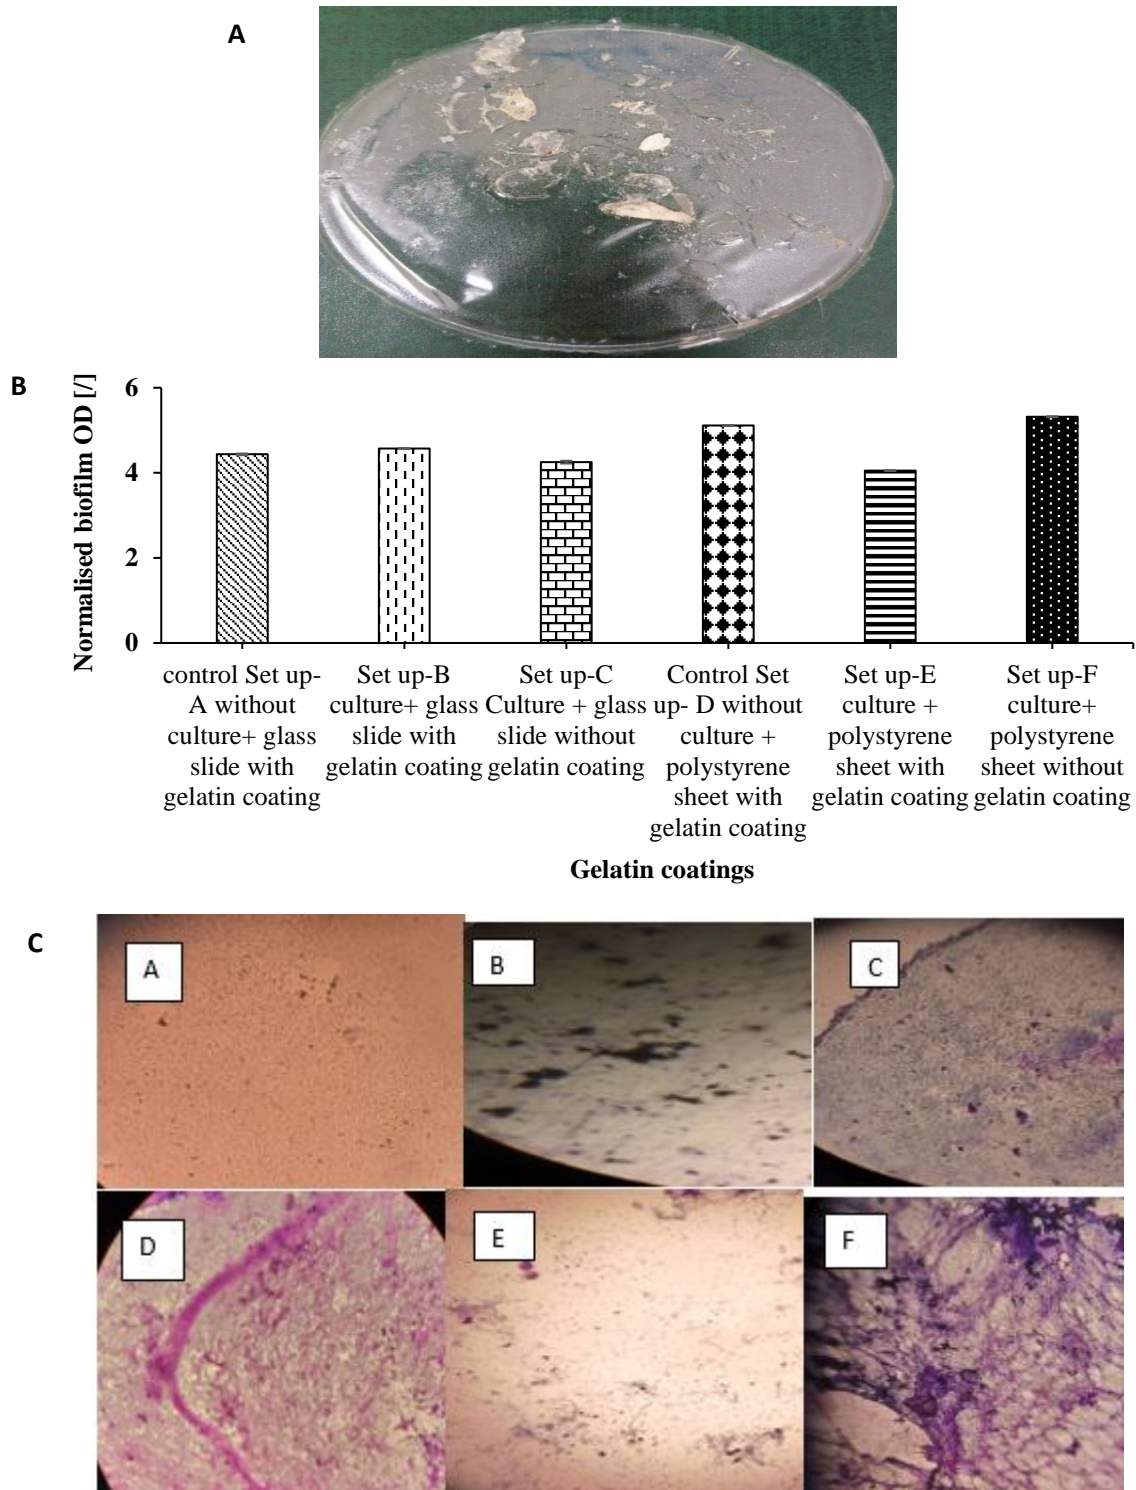 A
B
Normalised biofilm OD [/]
6
4
2
0
control Set up-
A without
culture+ glass
slide with
gelatin coating
Set up-B
culture+ glass
slide with
gelatin coating
Set up-C
Culture + glass
slide without
gelatin coating
Control Set
up- D without
culture +
polystyrene
sheet with
gelatin coating
Set up-E
culture +
polystyrene
sheet with
gelatin coating
Set up-F
culture+
polystyrene
sheet without
gelatin coating
Gelatin coatings
C
A
B
C
D
E
F